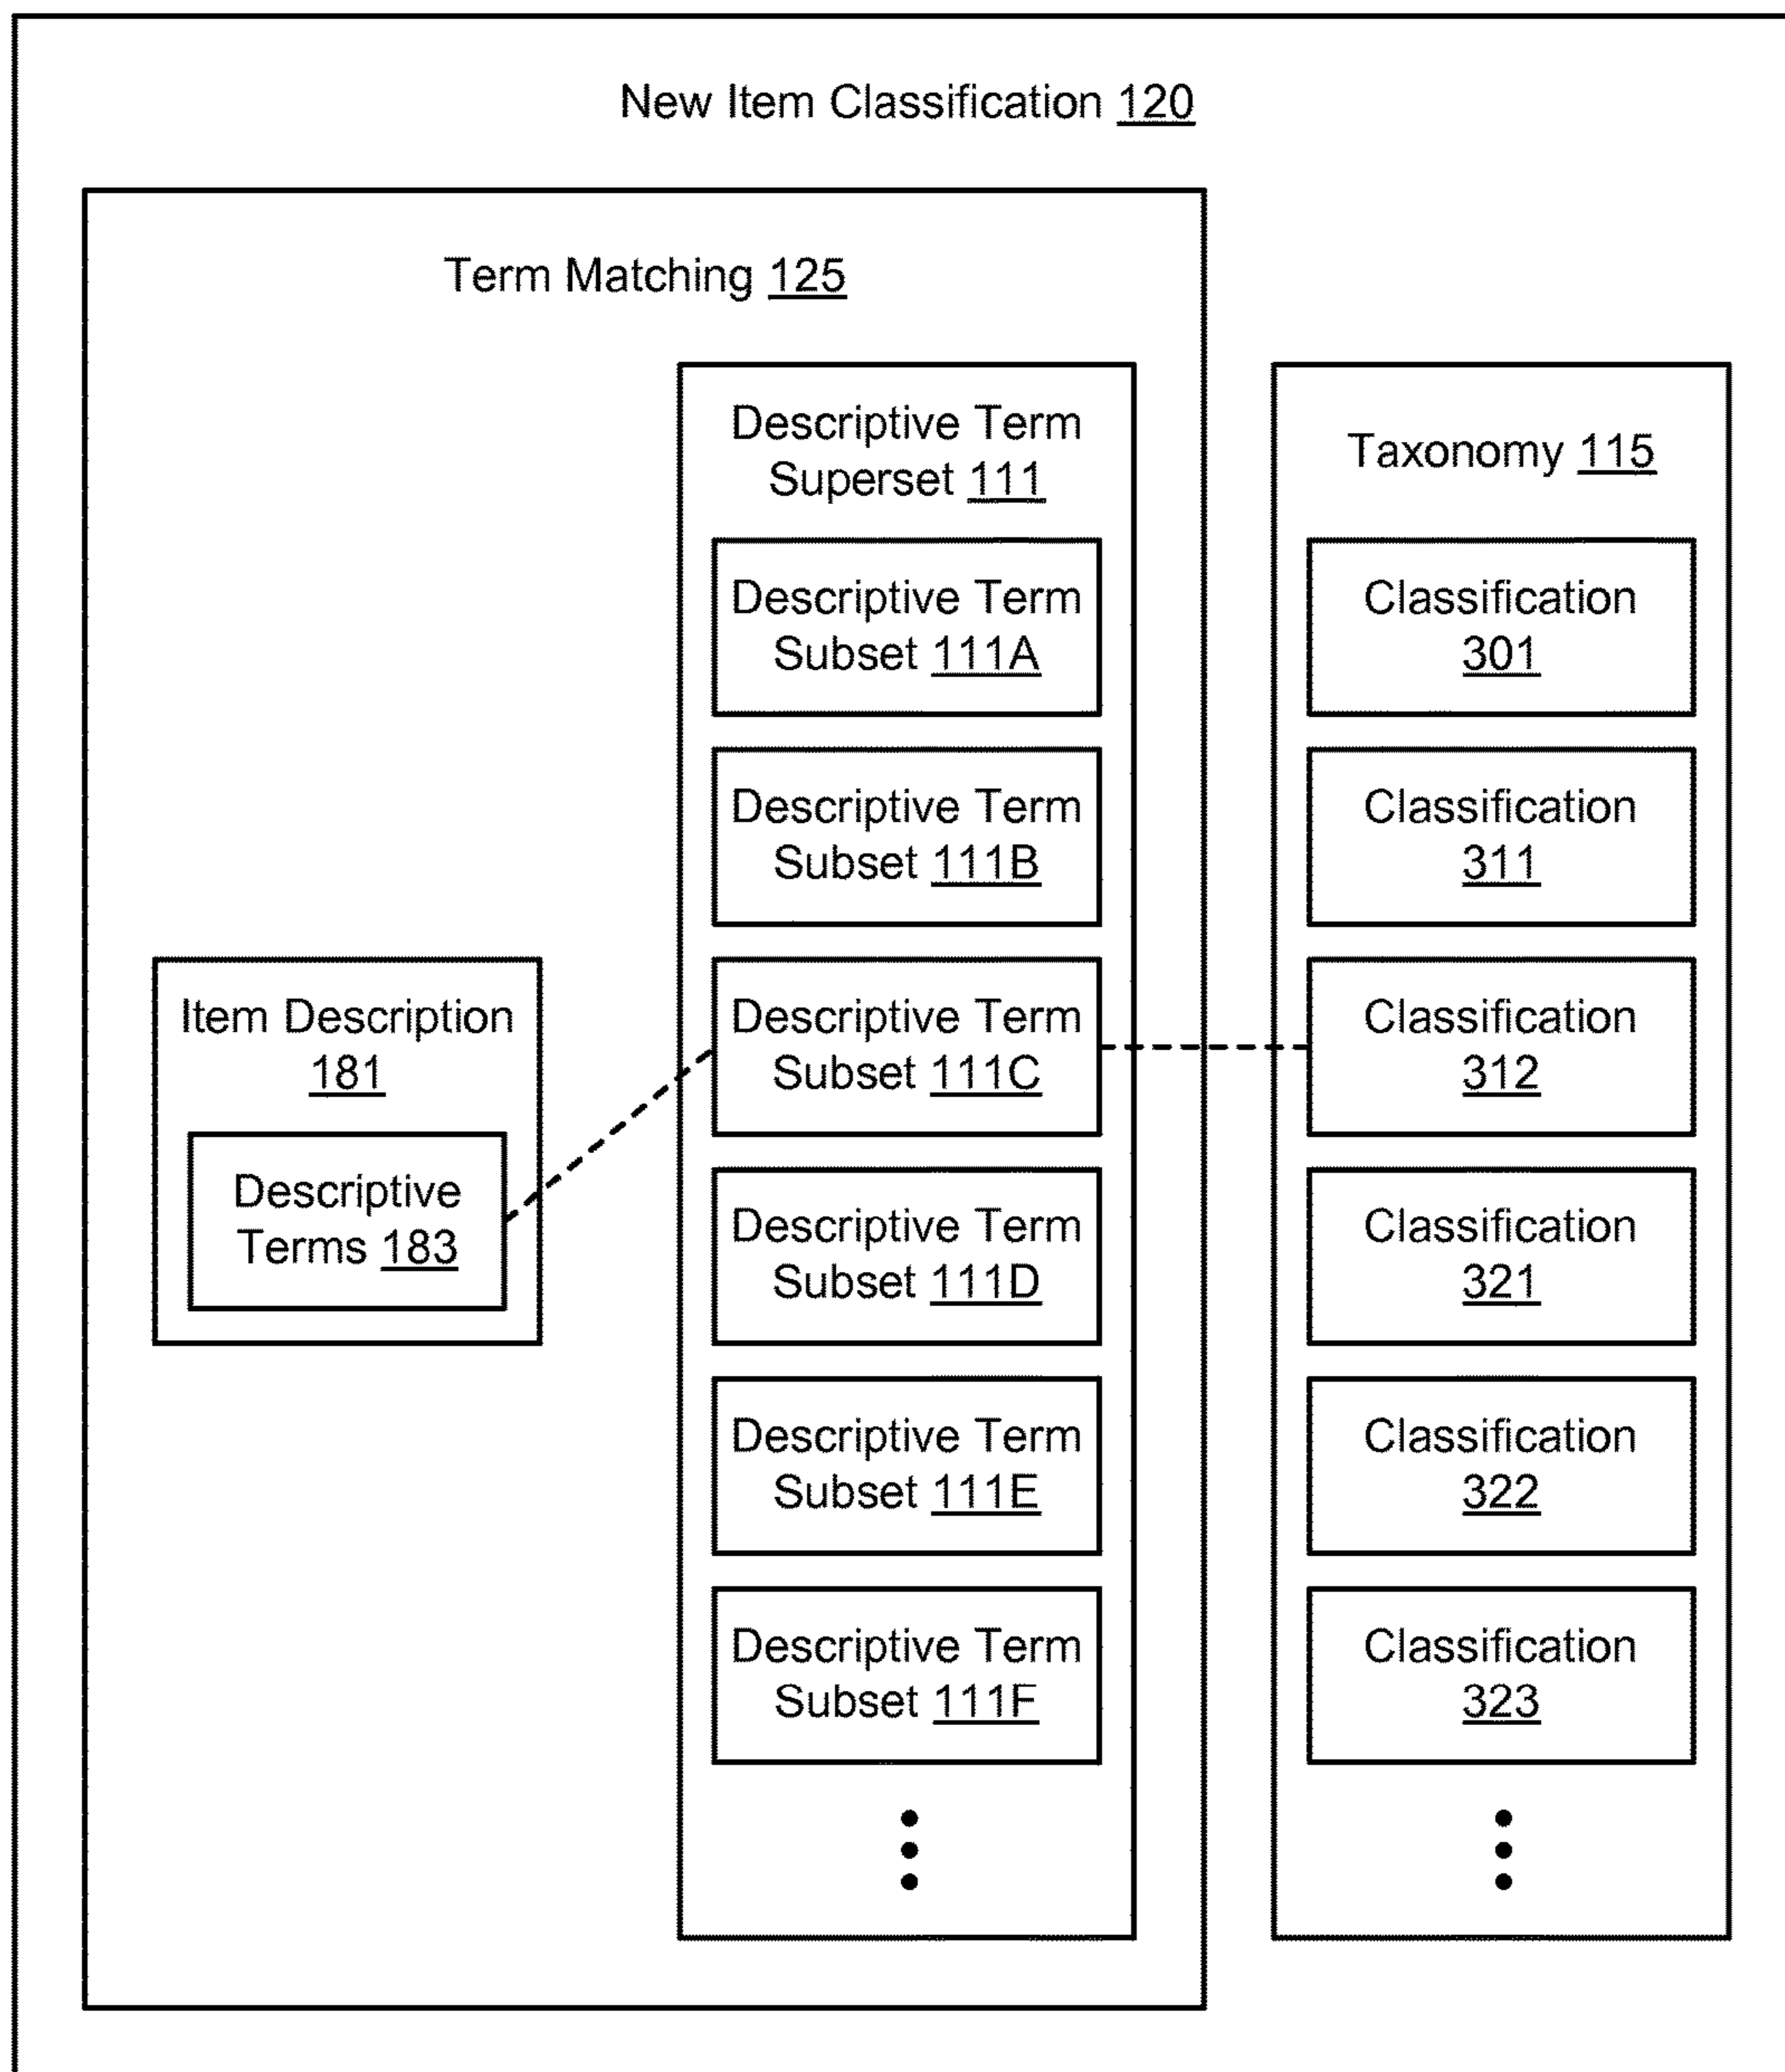 New Item Classification 120
Term Matching 125
Descriptive Term
Superset 111
Descriptive Term
Subset 111A
Descriptive Term
Subset 111B
Item Description
181
Descriptive
Terms 183
Descriptive Term
Subset 111C
Descriptive Term
Subset 111D
Descriptive Term
Subset 111E
Descriptive Term
Subset 111F
Taxonomy 115
Classification
301
Classification
311
Classification
312
Classification
321
Classification
322
Classification
323